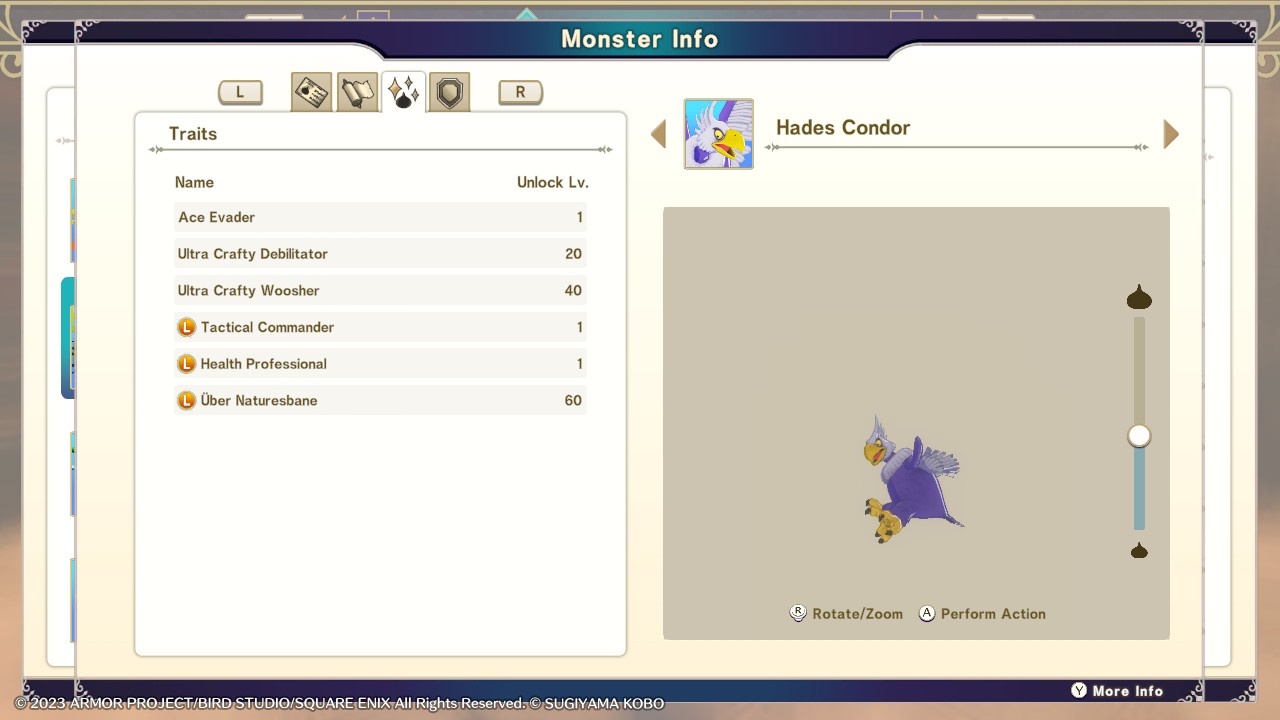 Monster Info
L
R
Traits
Name Unlock Lv.
Ace Evader 1
Ultra Crafty Debilitator 20
Ultra Crafty Woosher 40
L Tactical Commander 1
L Health Professional 1
L Über Naturesbane 60
Hades Condor
R Rotate/Zoom A Perform Action
Y More Info
© 2023 ARMOR PROJECT/BIRD STUDIO/SQUARE ENIX All Rights Reserved. © SUGIYAMA KOBO